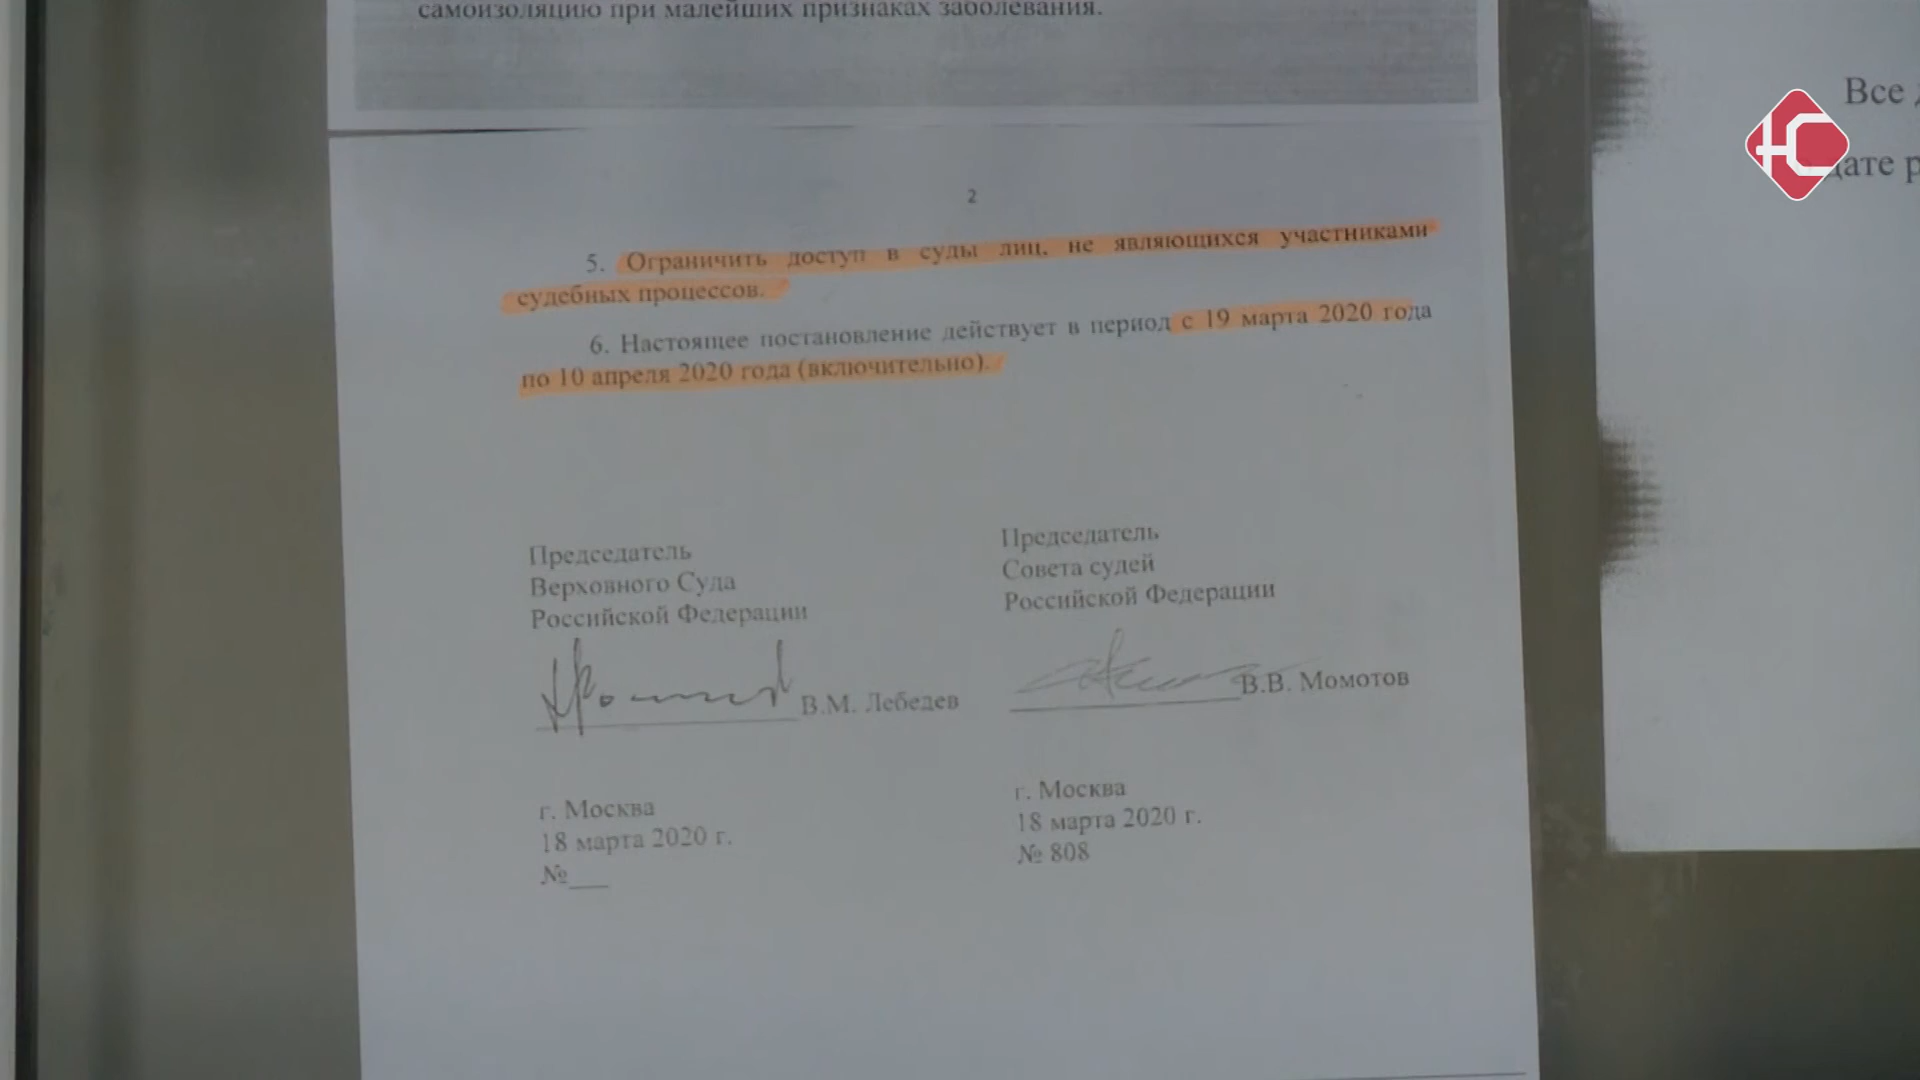 самоизоляцию при малейших признаках заболевания.
2
5. Ограничить доступ в суды лиц, не являющихся участниками
судебных процессов.
6. Настоящее постановление действует в период с 19 марта 2020 года
по 10 апреля 2020 года (включительно).
Председатель
Верховного Суда
Российской Федерации
В.М. Лебедев
г. Москва
18 марта 2020 г.
№___
Председатель
Совета судей
Российской Федерации
В.В. Момотов
г. Москва
18 марта 2020 г.
№ 808
Все